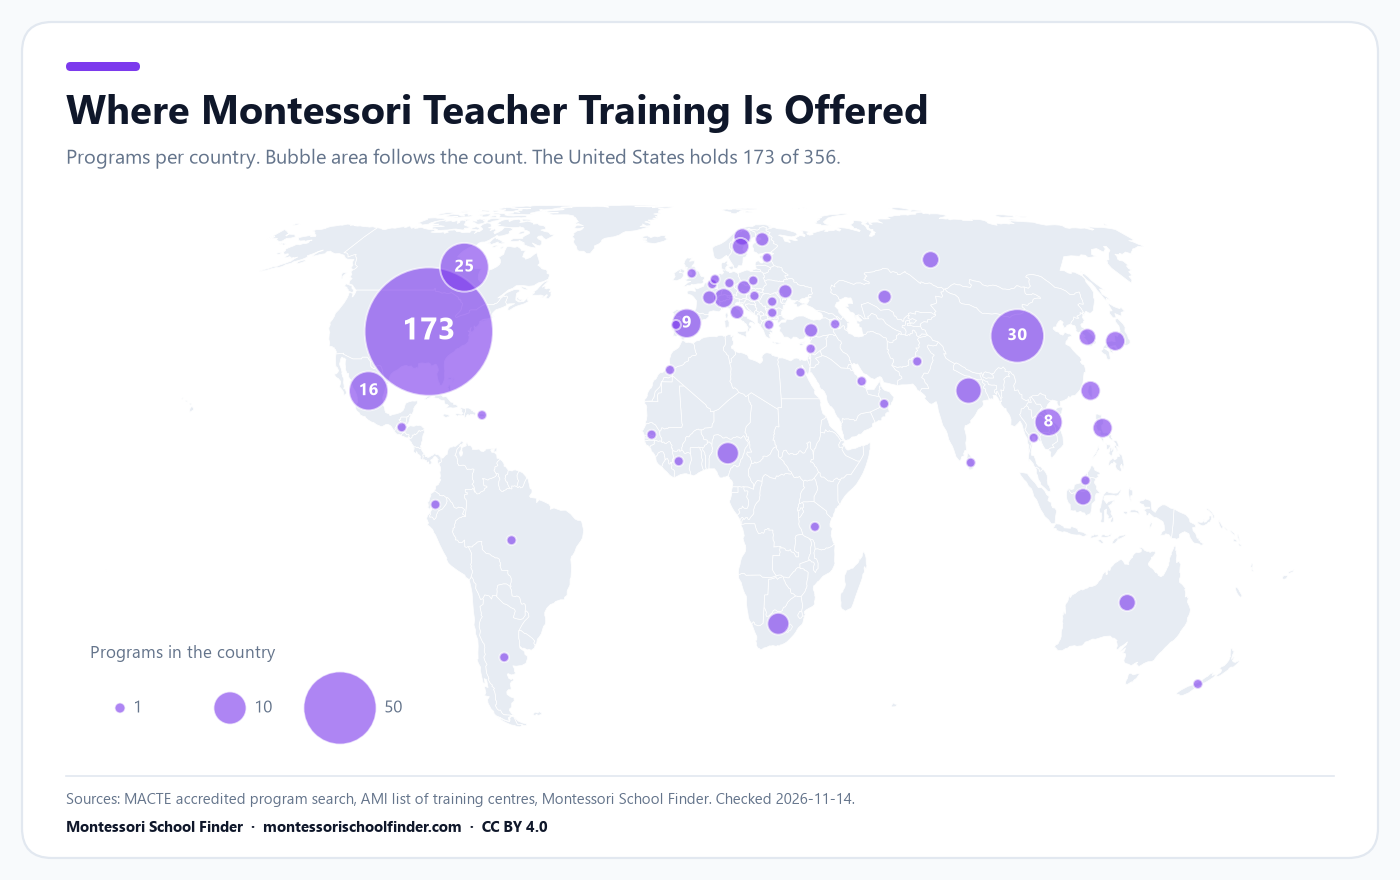 Where Montessori Teacher Training Is Offered
Programs per country. Bubble area follows the count. The United States holds 173 of 356.
25
173
9
30
16
8
Programs in the country
1
10
50
Sources: MACTE accredited program search, AMI list of training centres, Montessori School Finder. Checked 2026-11-14.
Montessori School Finder · montessorischoolfinder.com · CC BY 4.0